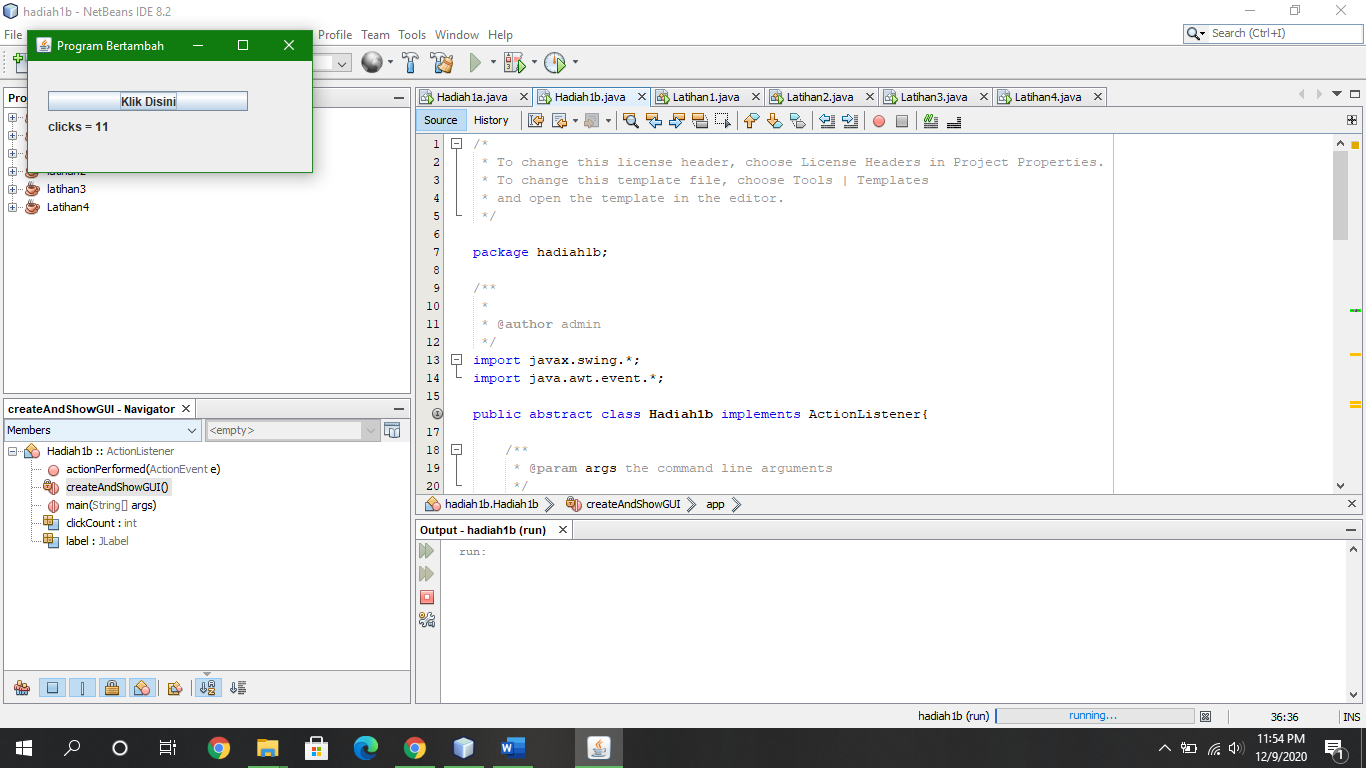 hadiah1b - NetBeans IDE 8.2
File
Profile Team Tools Window Help
Search (Ctrl+I)
Program Bertambah
Klik Disini
clicks = 11
latihan3
Latihan4
Hadiah1a.java
Hadiah1b.java
Latihan1.java
Latihan2.java
Latihan3.java
Latihan4.java
Source History
1 /*
2 * To change this license header, choose License Headers in Project Properties.
3 * To change this template file, choose Tools | Templates
4 * and open the template in the editor.
5 */
6
7 package hadiah1b;
8
9 /**
10 *
11 * @author admin
12 */
13 import javax.swing.*;
14 import java.awt.event.*;
15
public abstract class Hadiah1b implements ActionListener{
17
18 /**
19 * @param args the command line arguments
20 */
hadiah1b.Hadiah1b createAndShowGUI app
createAndShowGUI - Navigator
Members
<empty>
Hadiah1b :: ActionListener
actionPerformed(ActionEvent e)
createAndShowGUI()
main(String[] args)
clickCount : int
label : JLabel
Output - hadiah1b (run)
run:
hadiah1b (run)
running...
36:36
INS
11:54 PM
12/9/2020
1